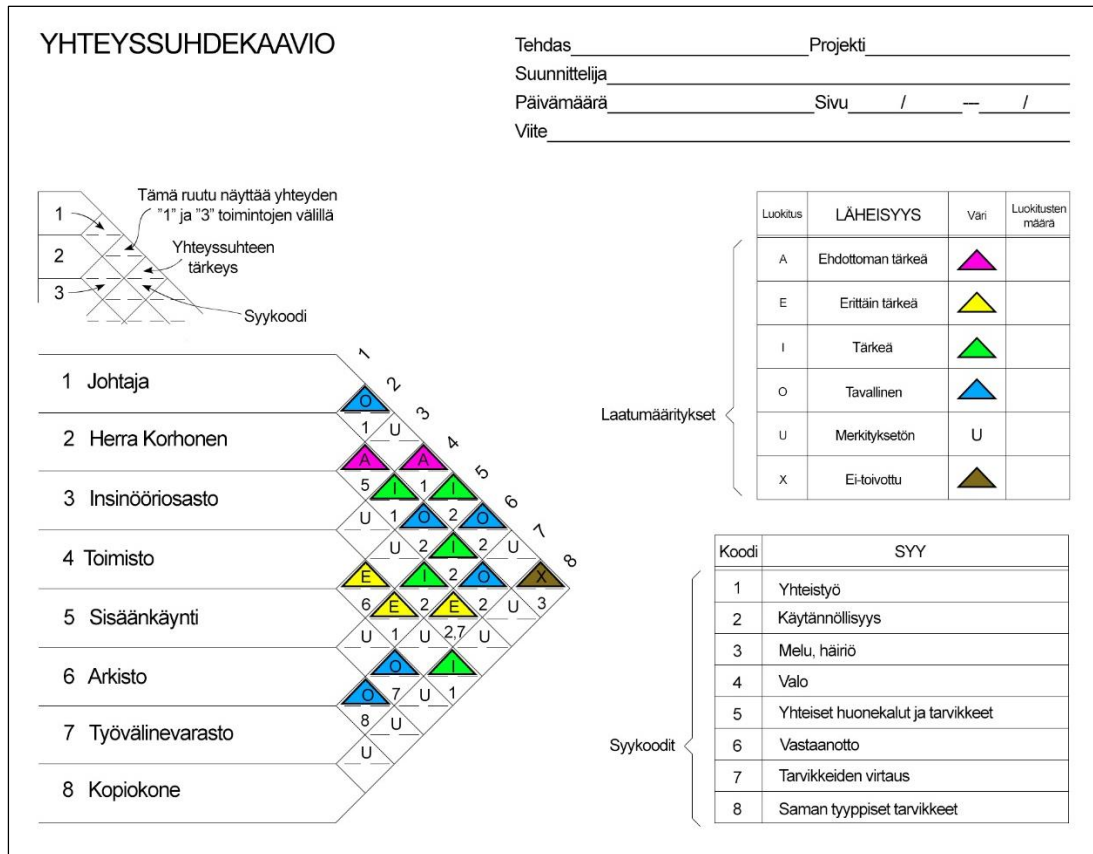 YHTEYSSUHDEKAAVIO
Tehdas Projekti
Suunnittelija
Päivämäärä Sivu / --- /
Viite
Tämä ruutu näyttää yhteyden
"1" ja "3" toimintojen välillä
Yhteyssuhteen
tärkeys
Syykoodi
1
2
3
1
2
3
4
5
6
7
8
1 Johtaja
O
1 U
2 Herra Korhonen
A A
5 I 1 I
3 Insinööriosasto
U 1 O 2 O
U 2 I 2 U
4 Toimisto
E I 2 O X
6 E 2 E 2 U 3
5 Sisäänkäynti
U 1 U 2,7 U
O I
6 Arkisto
O 7 U 1
8 U
7 Työvälinevarasto
U
8 Kopiokone
Laatumääritykset
Luokitus LÄHEISYYS Väri Luokitusten
määrä
A Ehdottoman tärkeä
E Erittäin tärkeä
I Tärkeä
O Tavallinen
U Merkityksetön U
X Ei-toivottu
Syykoodit
Koodi SYY
1 Yhteistyö
2 Käytännöllisyys
3 Melu, häiriö
4 Valo
5 Yhteiset huonekalut ja tarvikkeet
6 Vastaanotto
7 Tarvikkeiden virtaus
8 Saman tyyppiset tarvikkeet